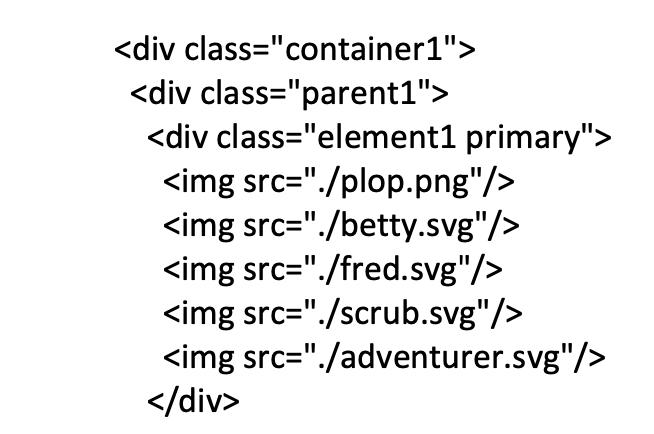 <div class="container1">
<div class="parent1">
<div class="element1 primary">
<img src="./plop.png"/>
<img src="./betty.svg"/>
<img src="./fred.svg"/>
<img src="./scrub.svg"/>
<img src="./adventurer.svg"/>
</div>